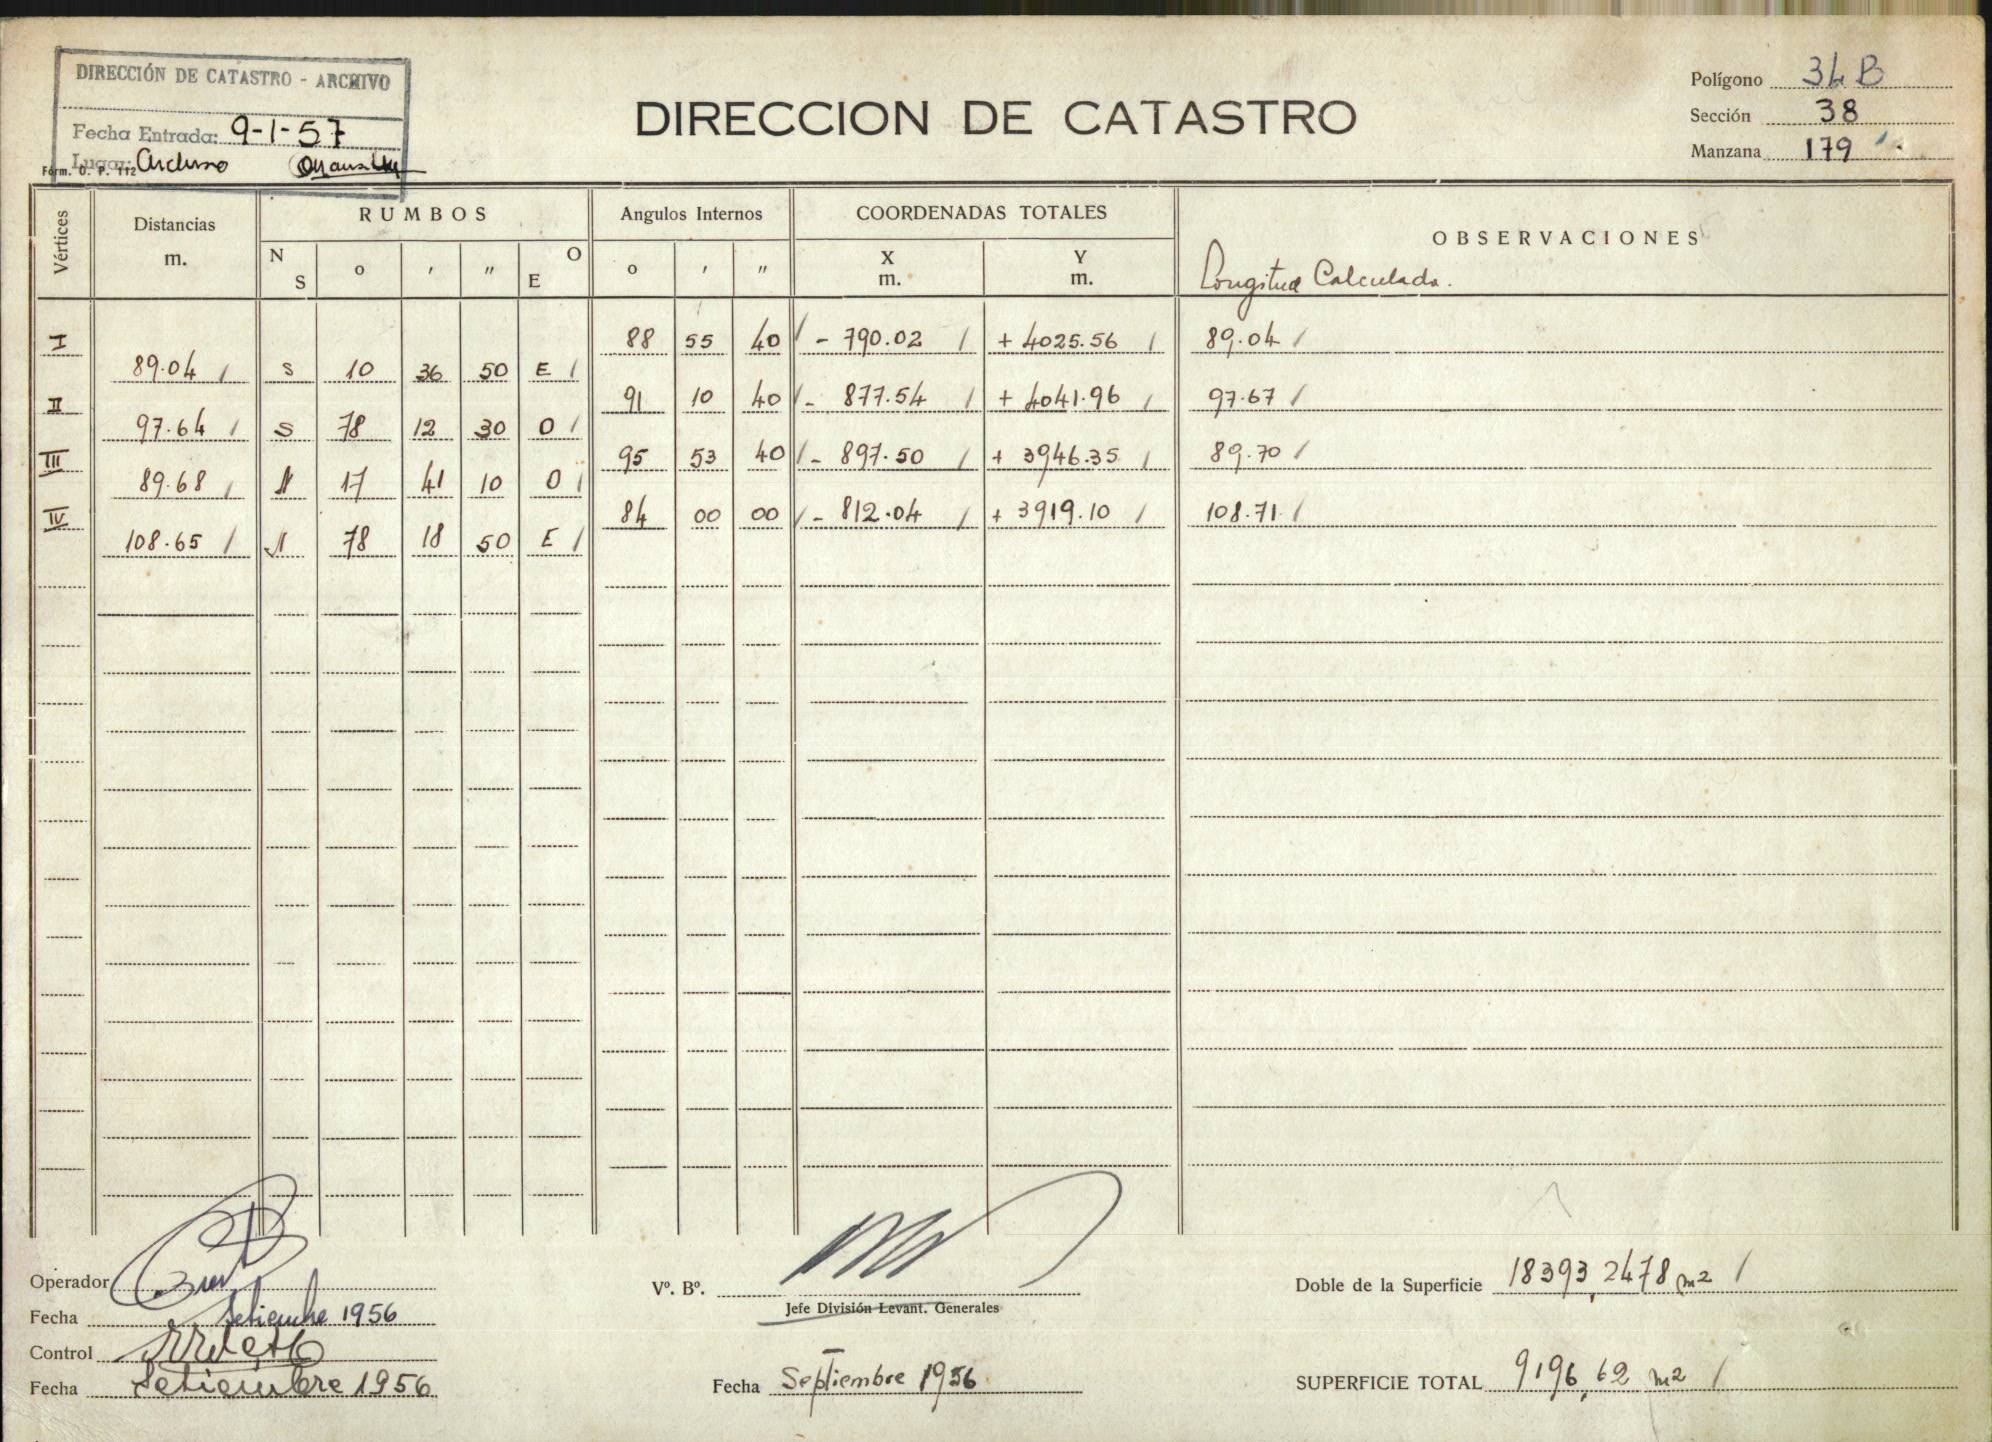 DIRECCIÓN DE CATASTRO - ARCHIVO
Fecha Entrada: 9-1-57
Lugar: Archivo
Form. D. P. 112
DIRECCION DE CATASTRO
Polígono 34 B
Sección 38
Manzana 179
Vértices Distancias m. RUMBOS Angulos Internos COORDENADAS TOTALES OBSERVACIONES
N S o ' " O E o ' " X m. Y m. Longitud Calculada.
I 88 55 40 - 790.02 + 4025.56 89.04
89.04 S 10 36 50 E
II 91 10 40 - 877.54 + 4041.96 97.67
97.64 S 78 12 30 O
III 95 53 40 - 897.50 + 3946.35 89.70
89.68 N 17 41 10 O
IV 84 00 00 - 812.04 + 3919.10 108.71
108.65 N 78 18 50 E
Operador
Fecha Setiembre 1956
Control
Fecha Setiembre 1956
Vº. Bº.
Jefe División Levant. Generales
Fecha Septiembre 1956
Doble de la Superficie 18393,2478 m2
SUPERFICIE TOTAL 9196,62 m2